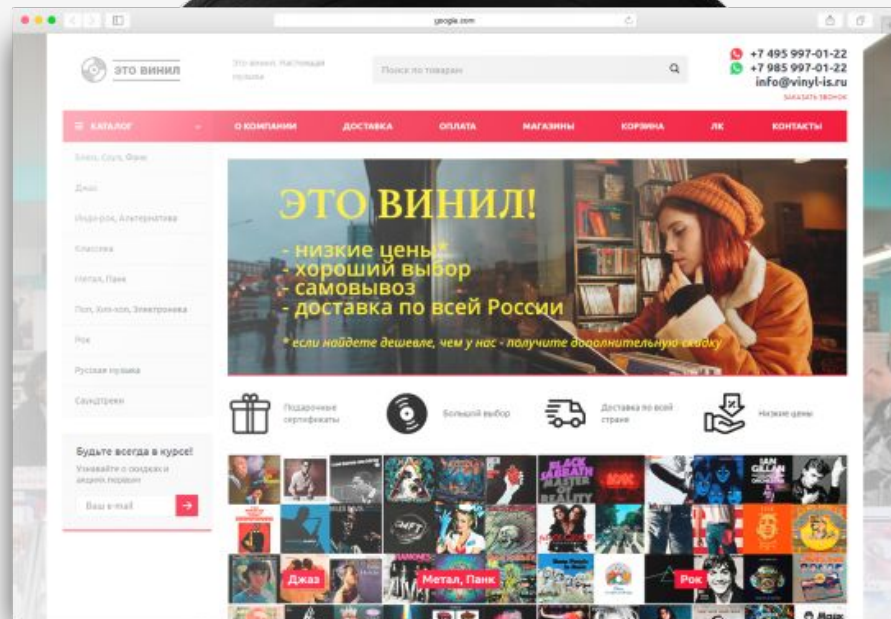 google.com
ЭТО ВИНИЛ
Это винил. Настоящая
музыка
Поиск по товарам
+7 495 997-01-22
+7 985 997-01-22
info@vinyl-is.ru
ЗАКАЗАТЬ ЗВОНОК
КАТАЛОГ
О КОМПАНИИ
ДОСТАВКА
ОПЛАТА
МАГАЗИНЫ
КОРЗИНА
ЛК
КОНТАКТЫ
Блюз, Соул, Фанк
Джаз
Инди-рок, Альтернатива
Классика
Метал, Панк
Поп, Хип-хоп, Электроника
Рок
Русская музыка
Саундтреки
Будьте всегда в курсе!
Узнавайте о скидках и
акциях первым
Ваш e-mail
ЭТО ВИНИЛ!
- низкие цены*
- хороший выбор
- самовывоз
- доставка по всей России
* если найдете дешевле, чем у нас - получите дополнительную скидку
Подарочные
сертификаты
Большой выбор
Доставка по всей
стране
Низкие цены
BLACK
SABBATH
MASTER
OF
REALITY
IAN
GILLAN
RAMONES
Джаз
Метал, Панк
Рок